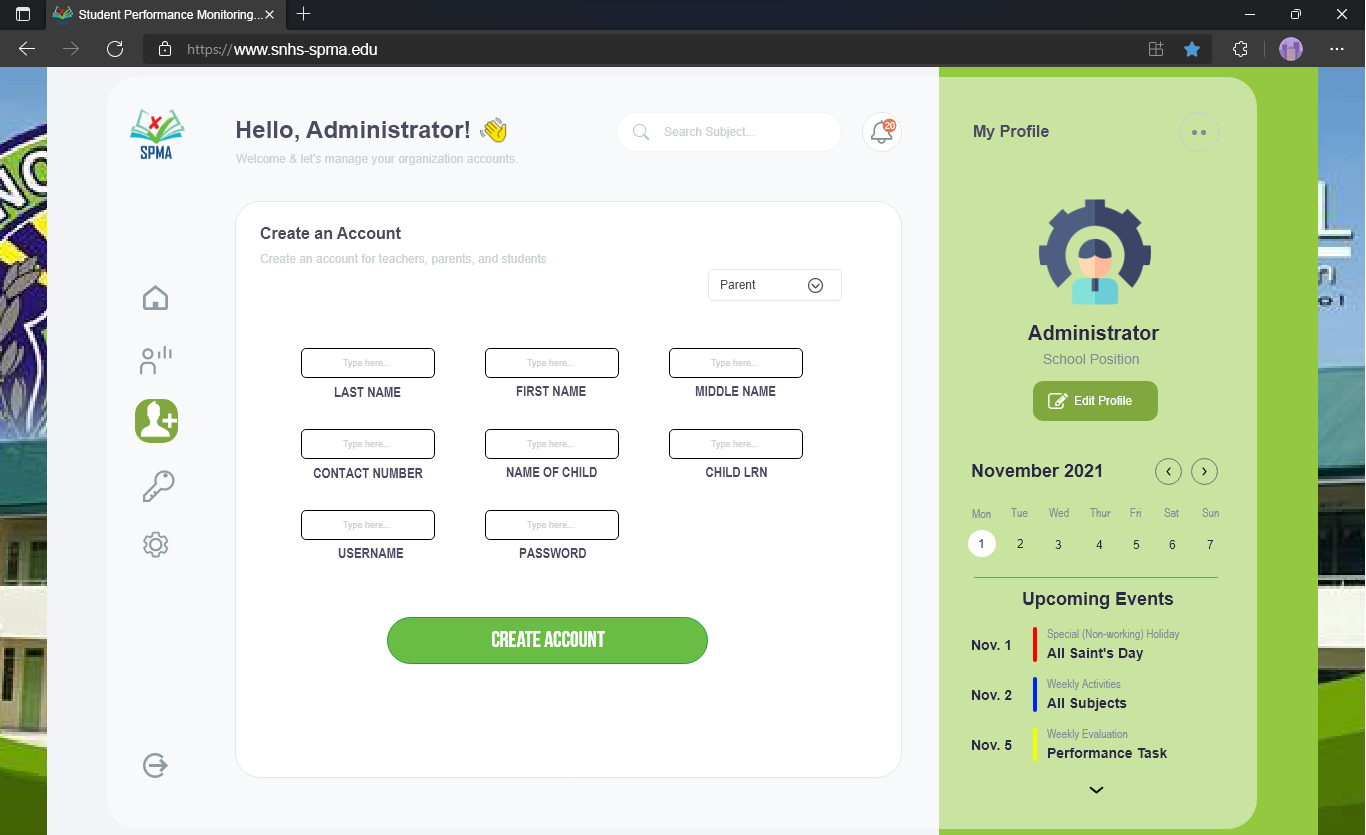 Student Performance Monitoring...
https://www.snhs-spma.edu
SPMA
Hello, Administrator!
Welcome & let's manage your organization accounts.
Search Subject...
20
Create an Account
Create an account for teachers, parents, and students
Parent
Type here... Type here... Type here...
LAST NAME FIRST NAME MIDDLE NAME
Type here... Type here... Type here...
CONTACT NUMBER NAME OF CHILD CHILD LRN
Type here... Type here...
USERNAME PASSWORD
CREATE ACCOUNT
My Profile
Administrator
School Position
Edit Profile
November 2021
Mon Tue Wed Thur Fri Sat Sun
1 2 3 4 5 6 7
Upcoming Events
Nov. 1
Special (Non-working) Holiday
All Saint's Day
Nov. 2
Weekly Activities
All Subjects
Nov. 5
Weekly Evaluation
Performance Task